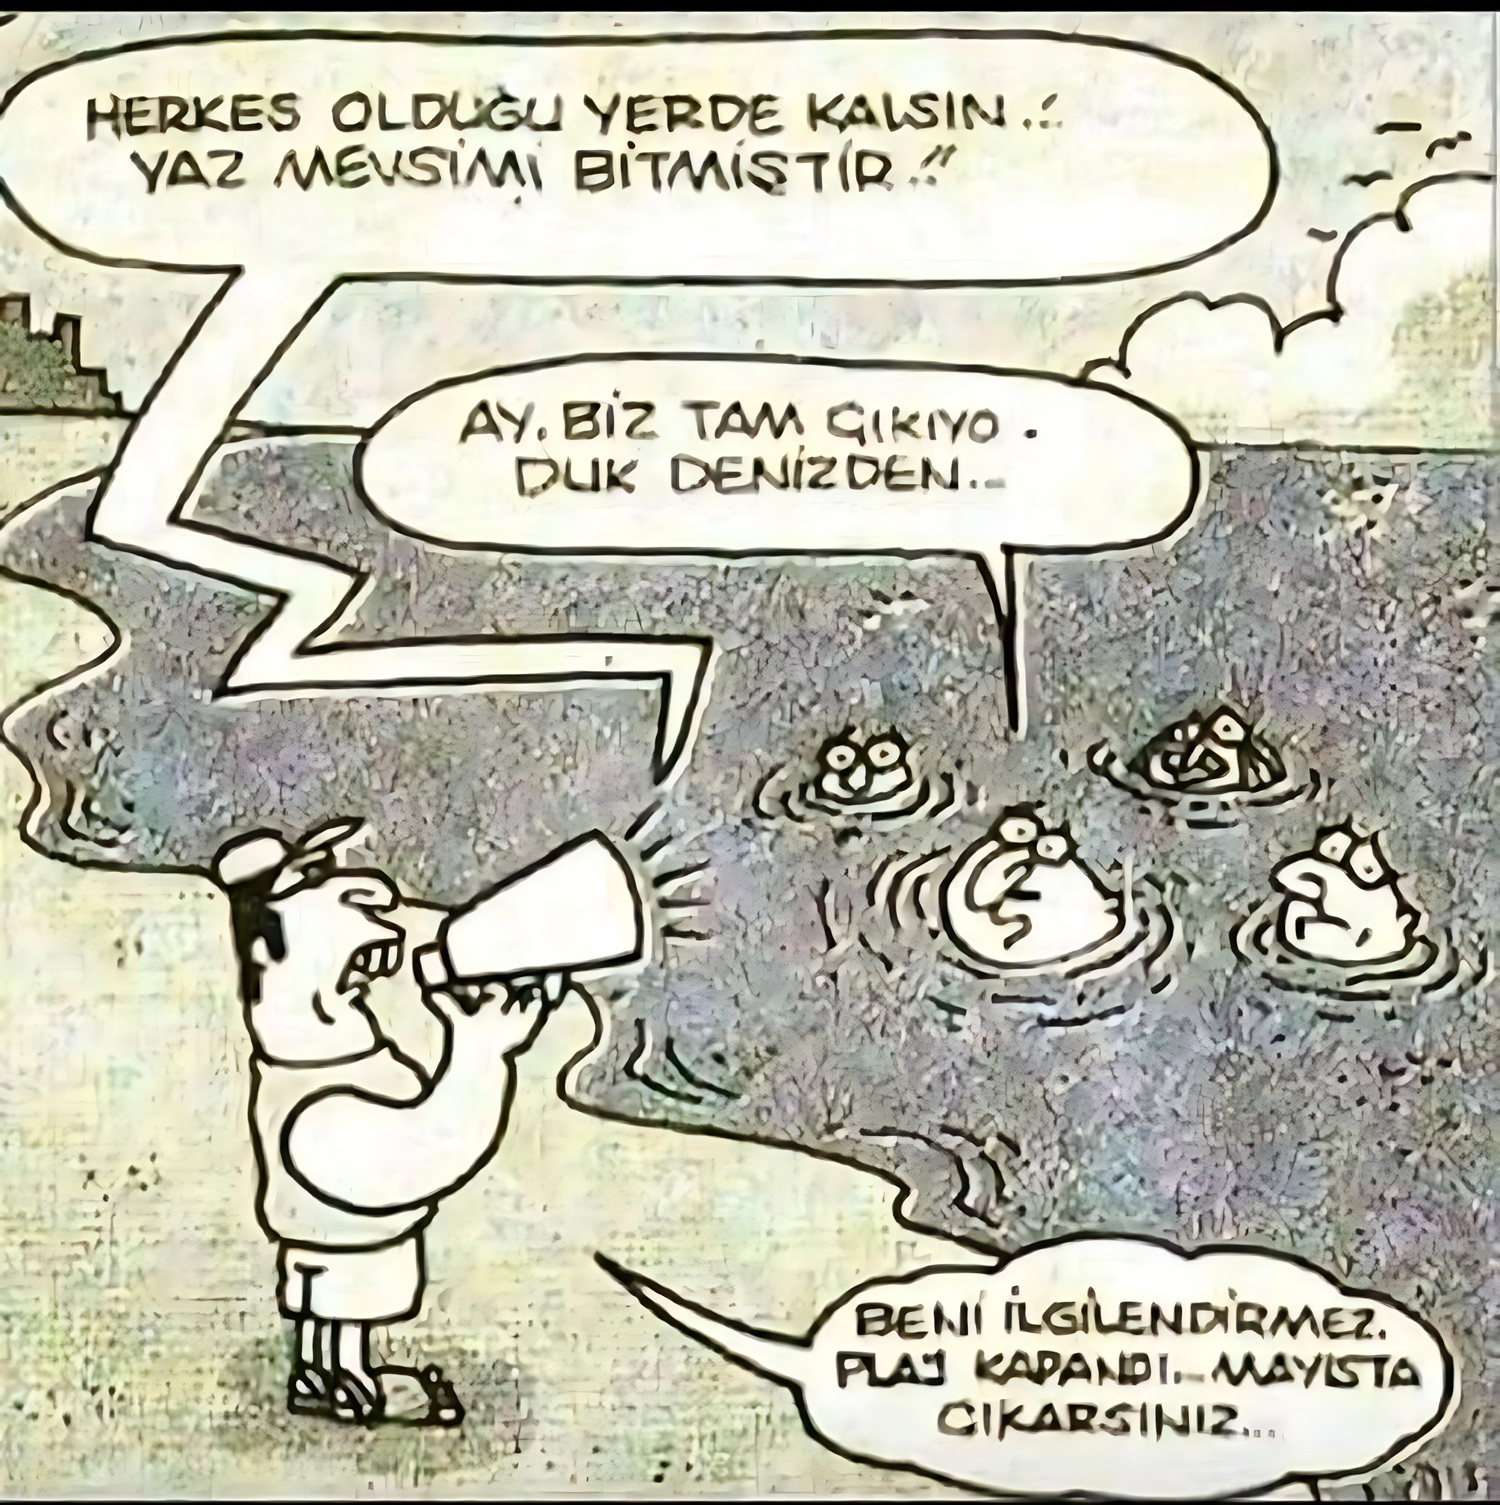 HERKES OLDUĞU YERDE KALSIN..!
YAZ MEVSİMİ BİTMİŞTİR.!!
AY. BİZ TAM ÇIKIYO.
DUK DENİZDEN...
BENİ İLGİLENDİRMEZ.
PLAJ KAPANDI... MAYISTA
ÇIKARSINIZ...